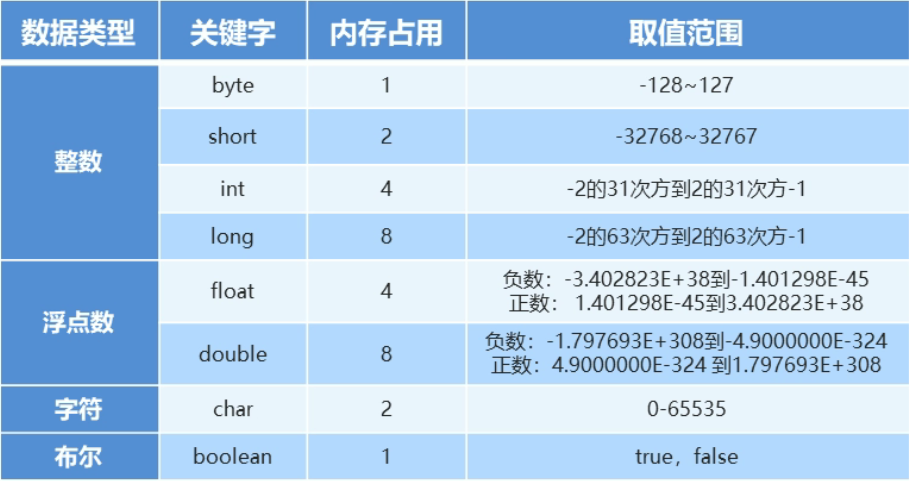 数据类型 关键字 内存占用 取值范围
整数 byte 1 -128~127
short 2 -32768~32767
int 4 -2的31次方到2的31次方-1
long 8 -2的63次方到2的63次方-1
浮点数 float 4 负数：-3.402823E+38到-1.401298E-45
正数： 1.401298E-45到3.402823E+38
double 8 负数：-1.797693E+308到-4.9000000E-324
正数：4.9000000E-324 到1.797693E+308
字符 char 2 0-65535
布尔 boolean 1 true，false